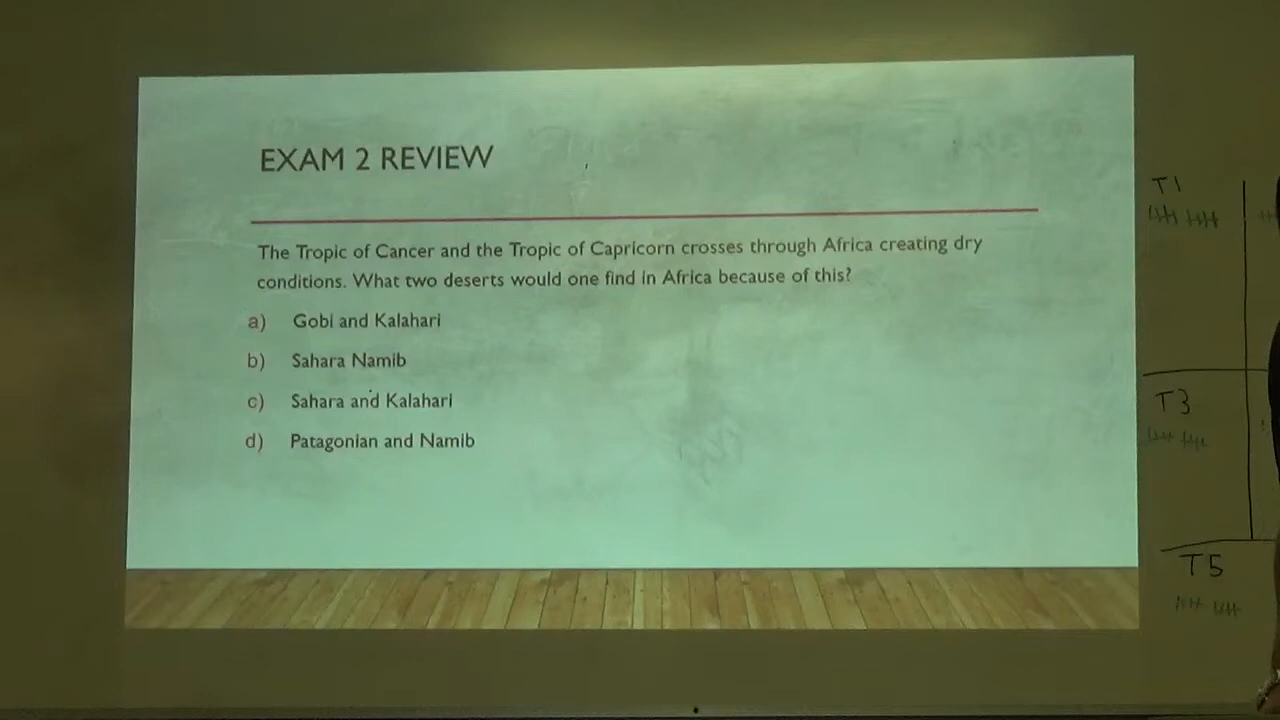 EXAM 2 REVIEW
The Tropic of Cancer and the Tropic of Capricorn crosses through Africa creating dry
conditions. What two deserts would one find in Africa because of this?
a) Gobi and Kalahari
b) Sahara Namib
c) Sahara and Kalahari
d) Patagonian and Namib
T1
T3
T5